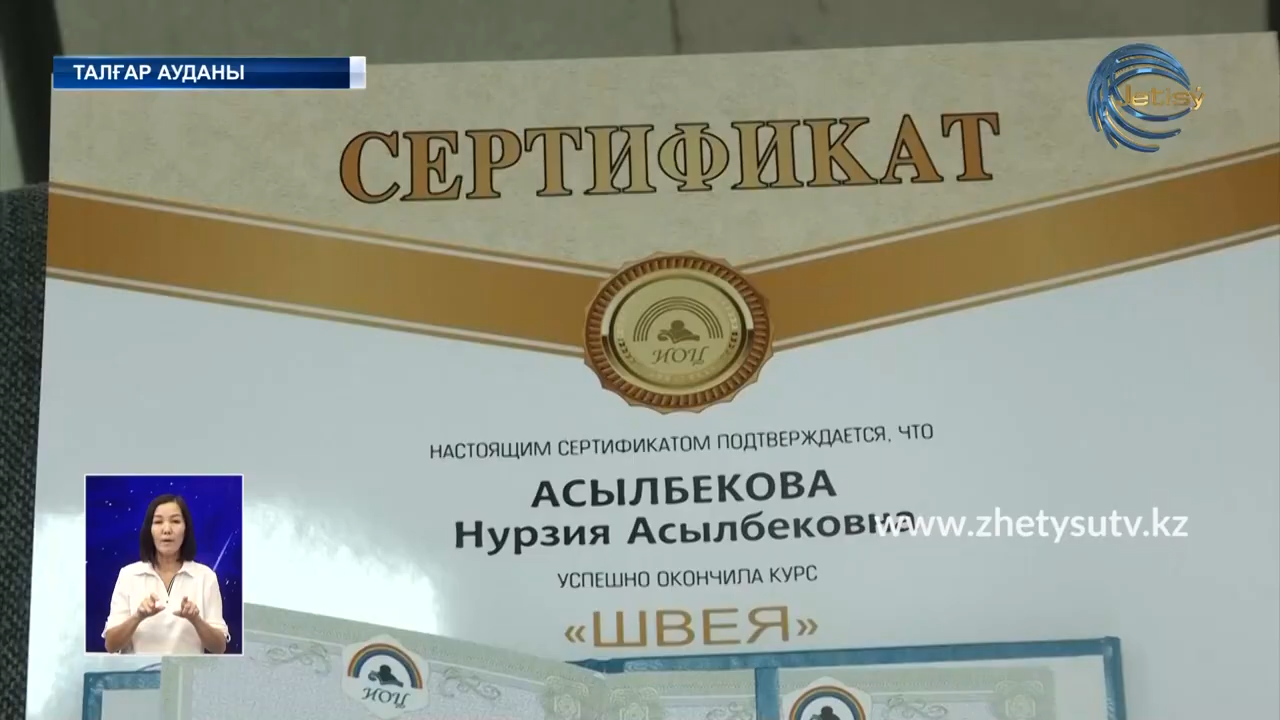 ТАЛҒАР АУДАНЫ
Jetisý
СЕРТИФИКАТ
ИОЦ
НАСТОЯЩИМ СЕРТИФИКАТОМ ПОДТВЕРЖДАЕТСЯ, ЧТО
АСЫЛБЕКОВА
Нурзия Асылбековна
www.zhetysutv.kz
УСПЕШНО ОКОНЧИЛА КУРС
«ШВЕЯ»
ИОЦ